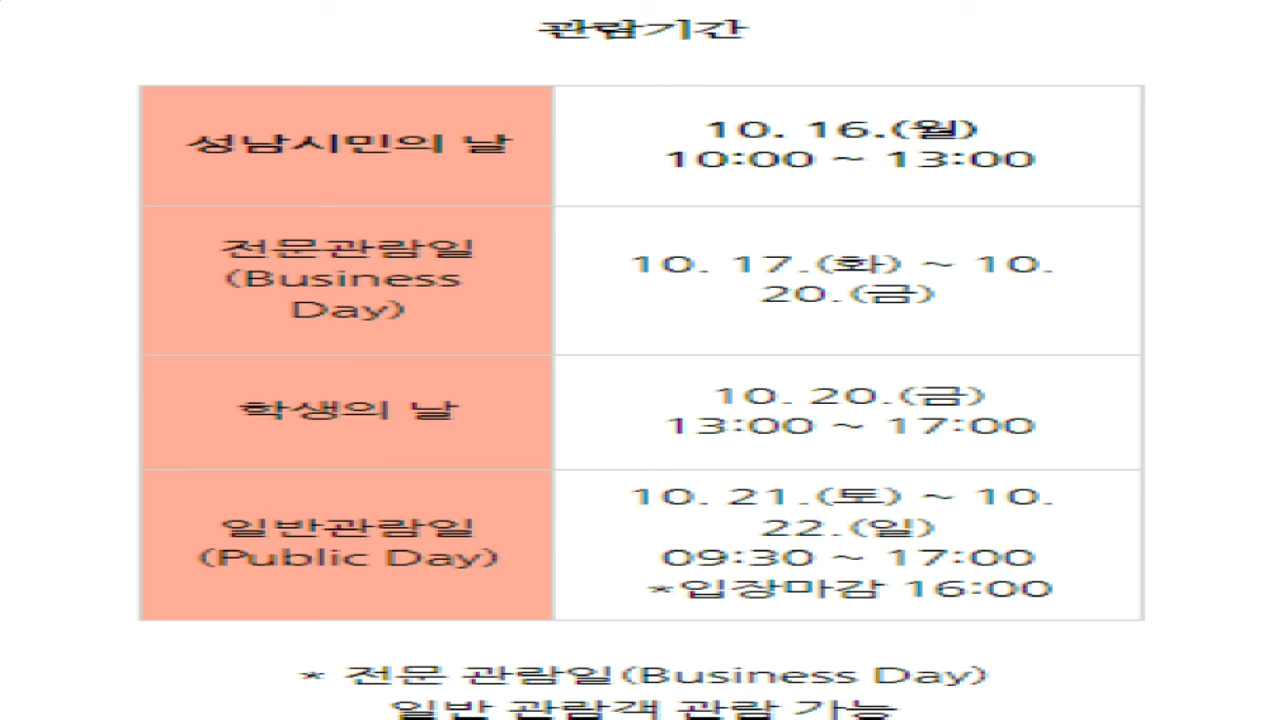 관람기간
성남시민의 날
10. 16.(월)
10:00 ~ 13:00
전문관람일
(Business
Day)
10. 17.(화) ~ 10.
20.(금)
학생의 날
10. 20.(금)
13:00 ~ 17:00
일반관람일
(Public Day)
10. 21.(토) ~ 10.
22.(일)
09:30 ~ 17:00
*입장마감 16:00
* 전문 관람일(Business Day)
일반 관람객 관람 가능